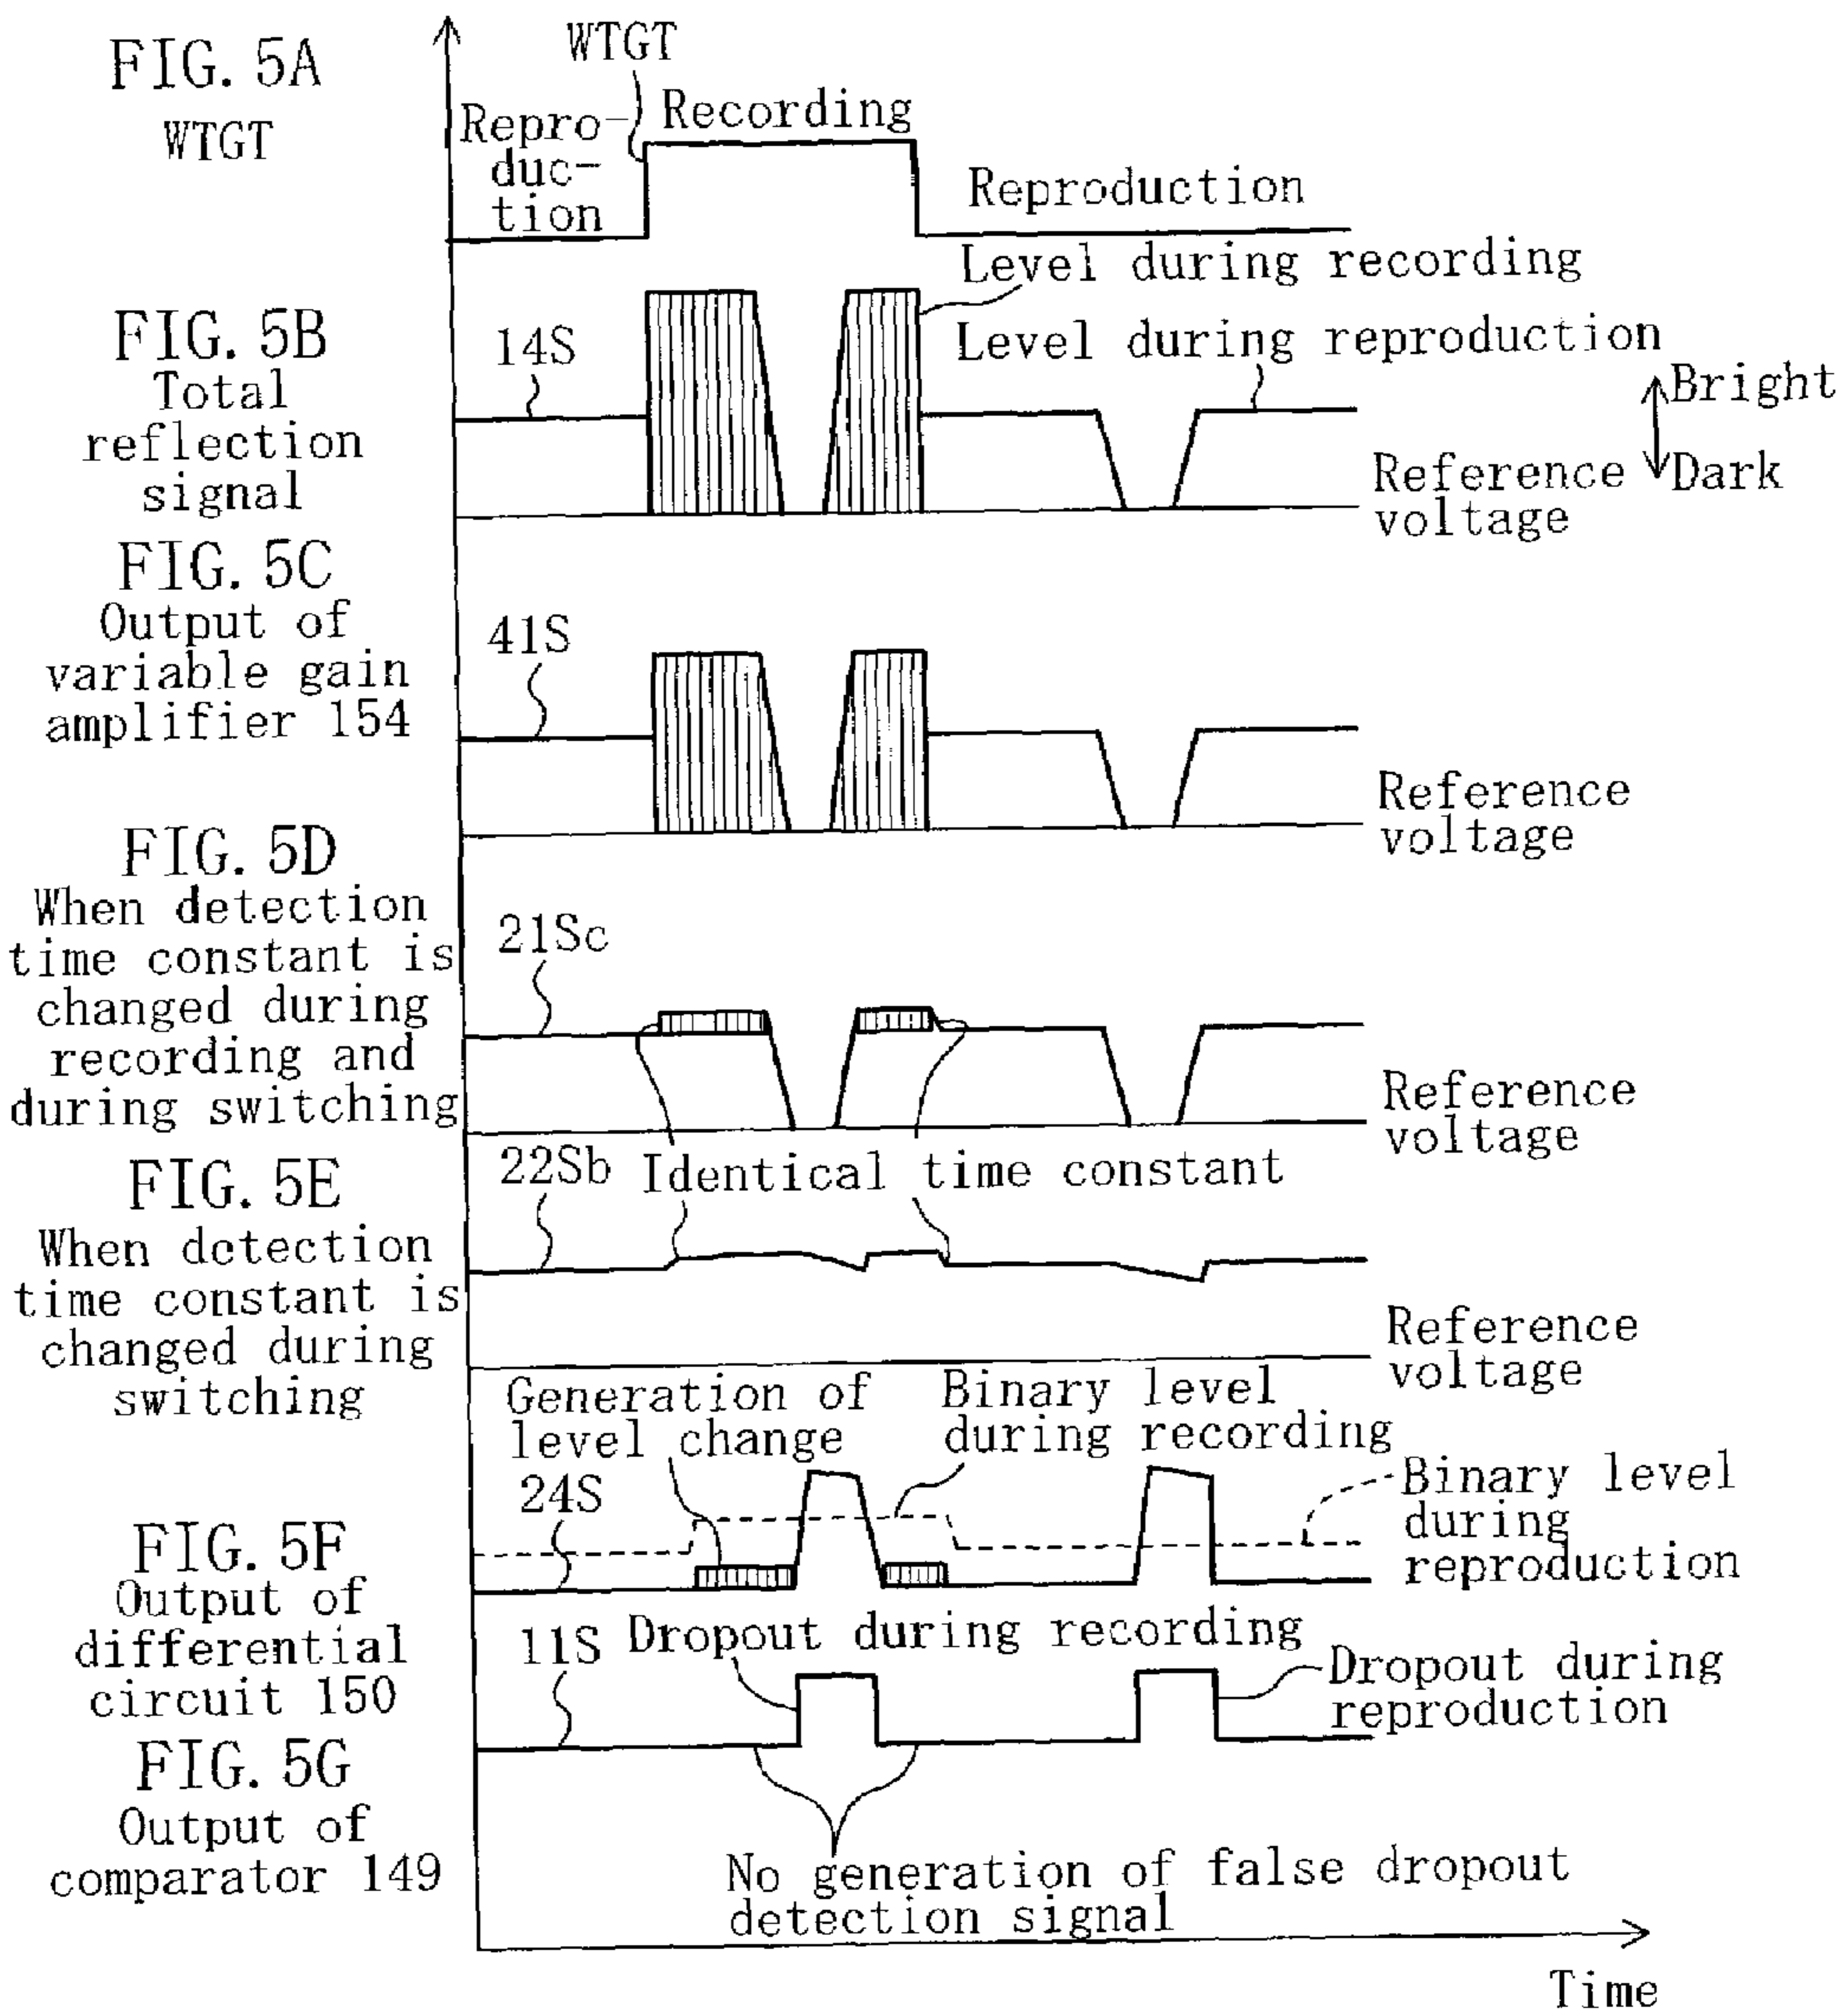 FIG. 5A
WTGT
WTGT
Recording
Repro-
duc-
tion
Reproduction
FIG. 5B
Total
reflection
signal
14S
Level during recording
Level during reproduction
Bright
Dark
Reference
voltage
FIG. 5C
Output of
variable gain
amplifier 154
41S
Reference
voltage
FIG. 5D
When detection
time constant is
changed during
recording and
during switching
21Sc
Reference
voltage
Identical time constant
FIG. 5E
When detection
time constant is
changed during
switching
22Sb
Reference
voltage
Generation of
level change
Binary level
during recording
Binary level
during
reproduction
24S
FIG. 5F
Output of
differential
circuit 150
11S
Dropout during recording
Dropout during
reproduction
FIG. 5G
Output of
comparator 149
No generation of false dropout
detection signal
Time